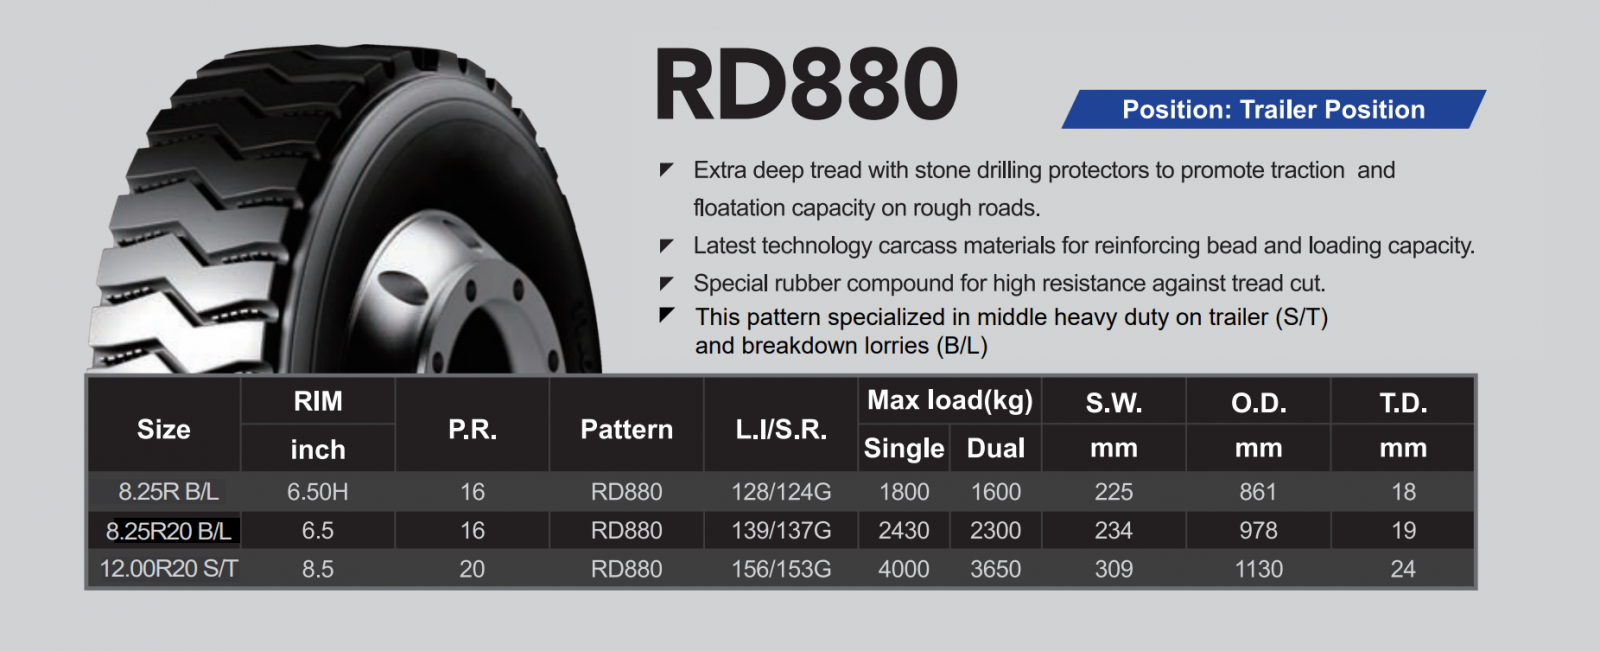 RD880
Position: Trailer Position
Extra deep tread with stone drilling protectors to promote traction and
floatation capacity on rough roads.
Latest technology carcass materials for reinforcing bead and loading capacity.
Special rubber compound for high resistance against tread cut.
This pattern specialized in middle heavy duty on trailer (S/T)
and breakdown lorries (B/L)
Size RIM inch P.R. Pattern L.I/S.R. Max load(kg) Single Dual S.W. mm O.D. mm T.D. mm
8.25R B/L 6.50H 16 RD880 128/124G 1800 1600 225 861 18
8.25R20 B/L 6.5 16 RD880 139/137G 2430 2300 234 978 19
12.00R20 S/T 8.5 20 RD880 156/153G 4000 3650 309 1130 24